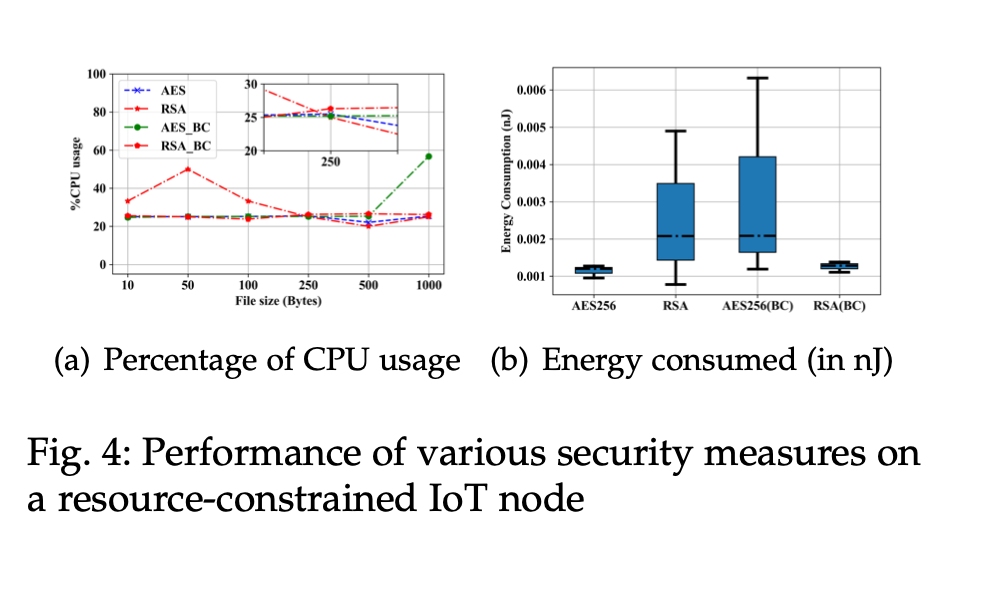 100
80
60
40
20
0
%CPU usage
AES
RSA
AES_BC
RSA_BC
30
25
20
250
10 50 100 250 500 1000
File size (Bytes)
0.006
0.005
0.004
0.003
0.002
0.001
Energy Consumption (nJ)
AES256 RSA AES256(BC) RSA(BC)
(a) Percentage of CPU usage (b) Energy consumed (in nJ)
Fig. 4: Performance of various security measures on
a resource-constrained IoT node